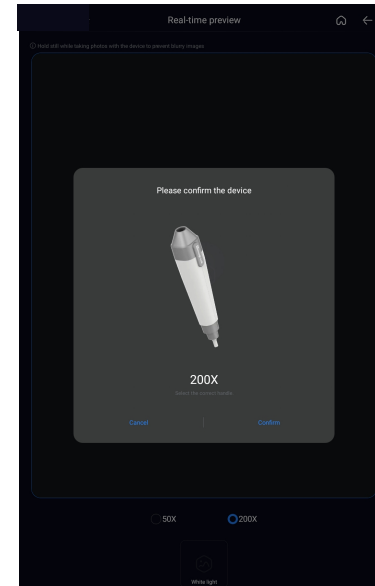 Real-time preview
Hold still while taking photos with the device to prevent blurry images
Please confirm the device
200X
Select the correct handle
Cancel
Confirm
50X
200X
White light